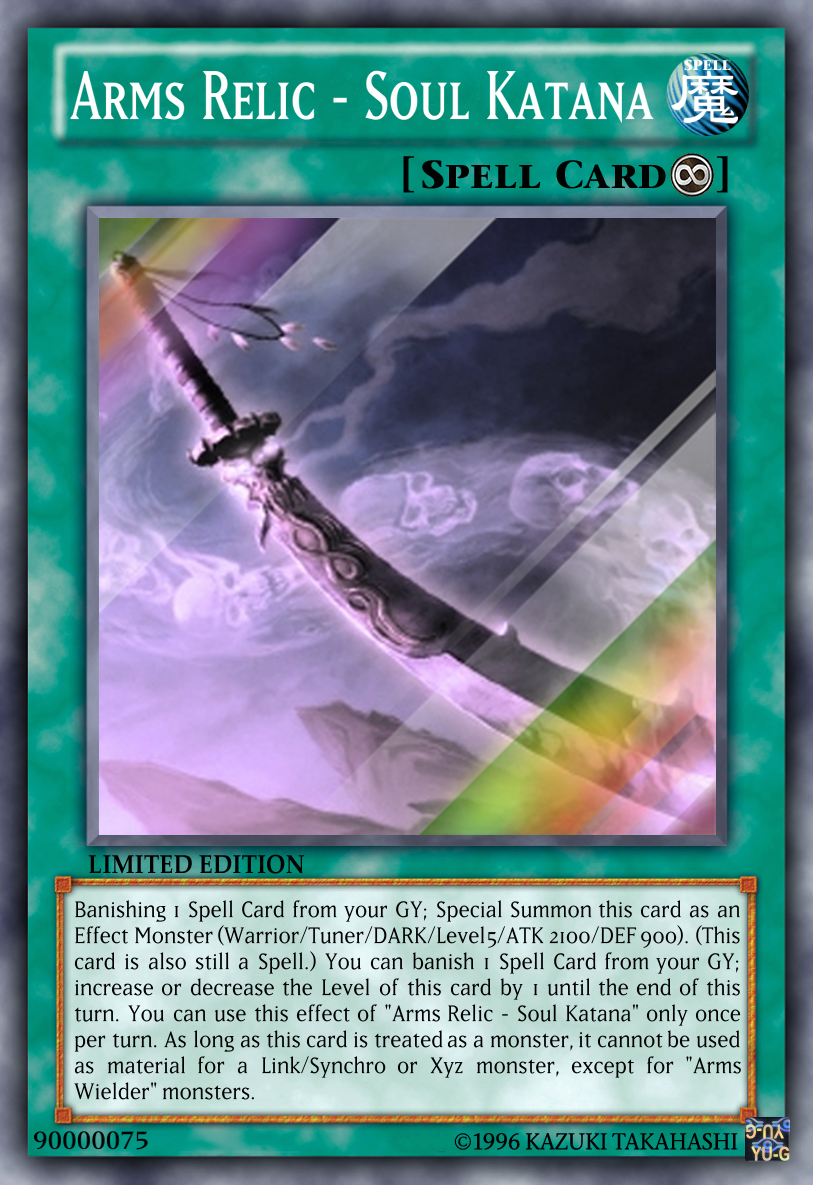 ARMS RELIC - SOUL KATANA
SPELL
魔
[SPELL CARD∞]
LIMITED EDITION
Banishing 1 Spell Card from your GY; Special Summon this card as an
Effect Monster (Warrior/Tuner/DARK/Level5/ATK 2100/DEF 900). (This
card is also still a Spell.) You can banish 1 Spell Card from your GY;
increase or decrease the Level of this card by 1 until the end of this
turn. You can use this effect of "Arms Relic - Soul Katana" only once
per turn. As long as this card is treated as a monster, it cannot be used
as material for a Link/Synchro or Xyz monster, except for "Arms
Wielder" monsters.
90000075
©1996 KAZUKI TAKAHASHI
YU-G
YU-G